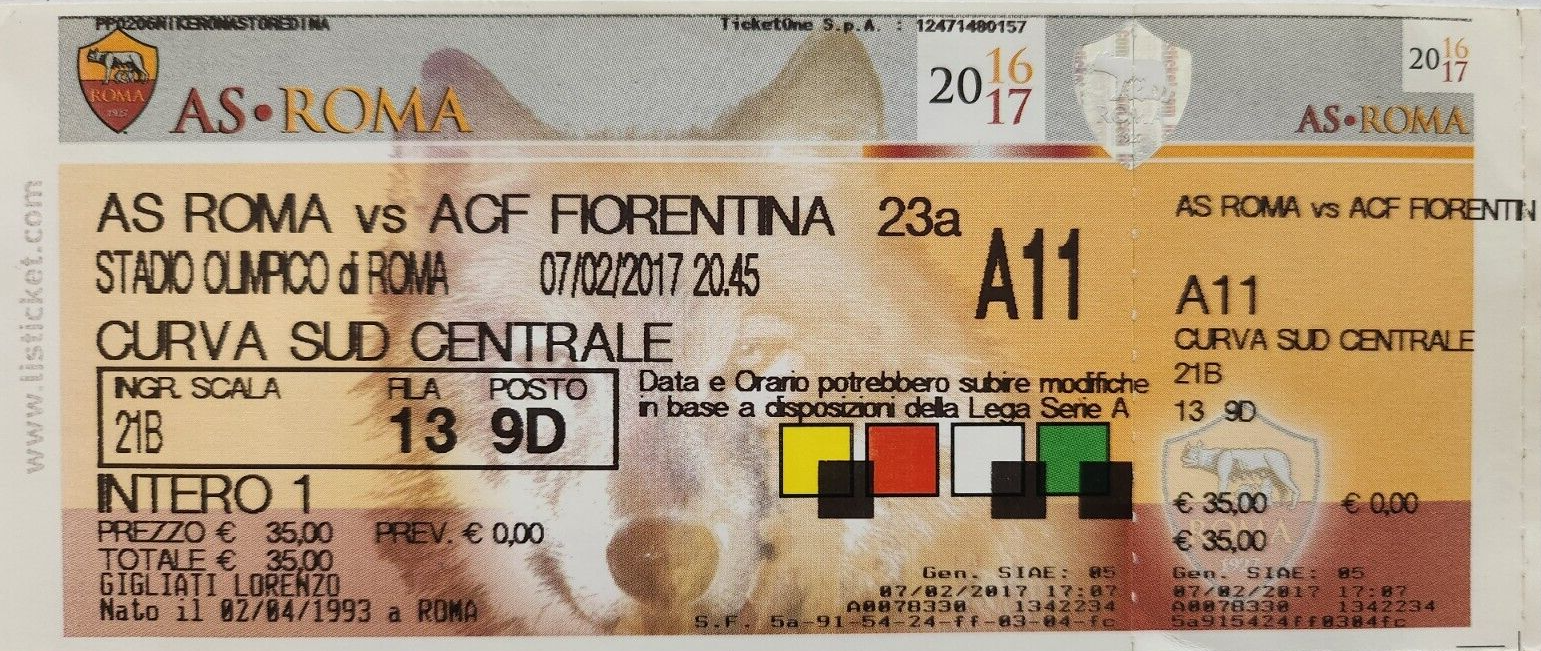 PP0206NIKEROMASTOREDINA
TicketOne S.p.A. : 12471480157
ROMA
1927
AS•ROMA
2016
17
2016
17
AS•ROMA
www.listicket.com
AS ROMA vs ACF FIORENTINA 23a
STADIO OLIMPICO di ROMA 07/02/2017 20.45
A11
CURVA SUD CENTRALE
INGR. SCALA FILA POSTO
21B 13 9D
Data e Orario potrebbero subire modifiche
in base a disposizioni della Lega Serie A
INTERO 1
PREZZO € 35,00 PREV. € 0,00
TOTALE € 35,00
GIGLIATI LORENZO
Nato il 02/04/1993 a ROMA
Gen. SIAE: 05
07/02/2017 17:07
A0078330 1342234
S.F. 5a-91-54-24-ff-03-04-fc
AS ROMA vs ACF FIORENTIN
A11
CURVA SUD CENTRALE
21B
13 9D
€ 35,00 € 0,00
€ 35,00
ROMA
1927
Gen. SIAE: 05
07/02/2017 17:07
A0078330 1342234
5a915424ff0304fc